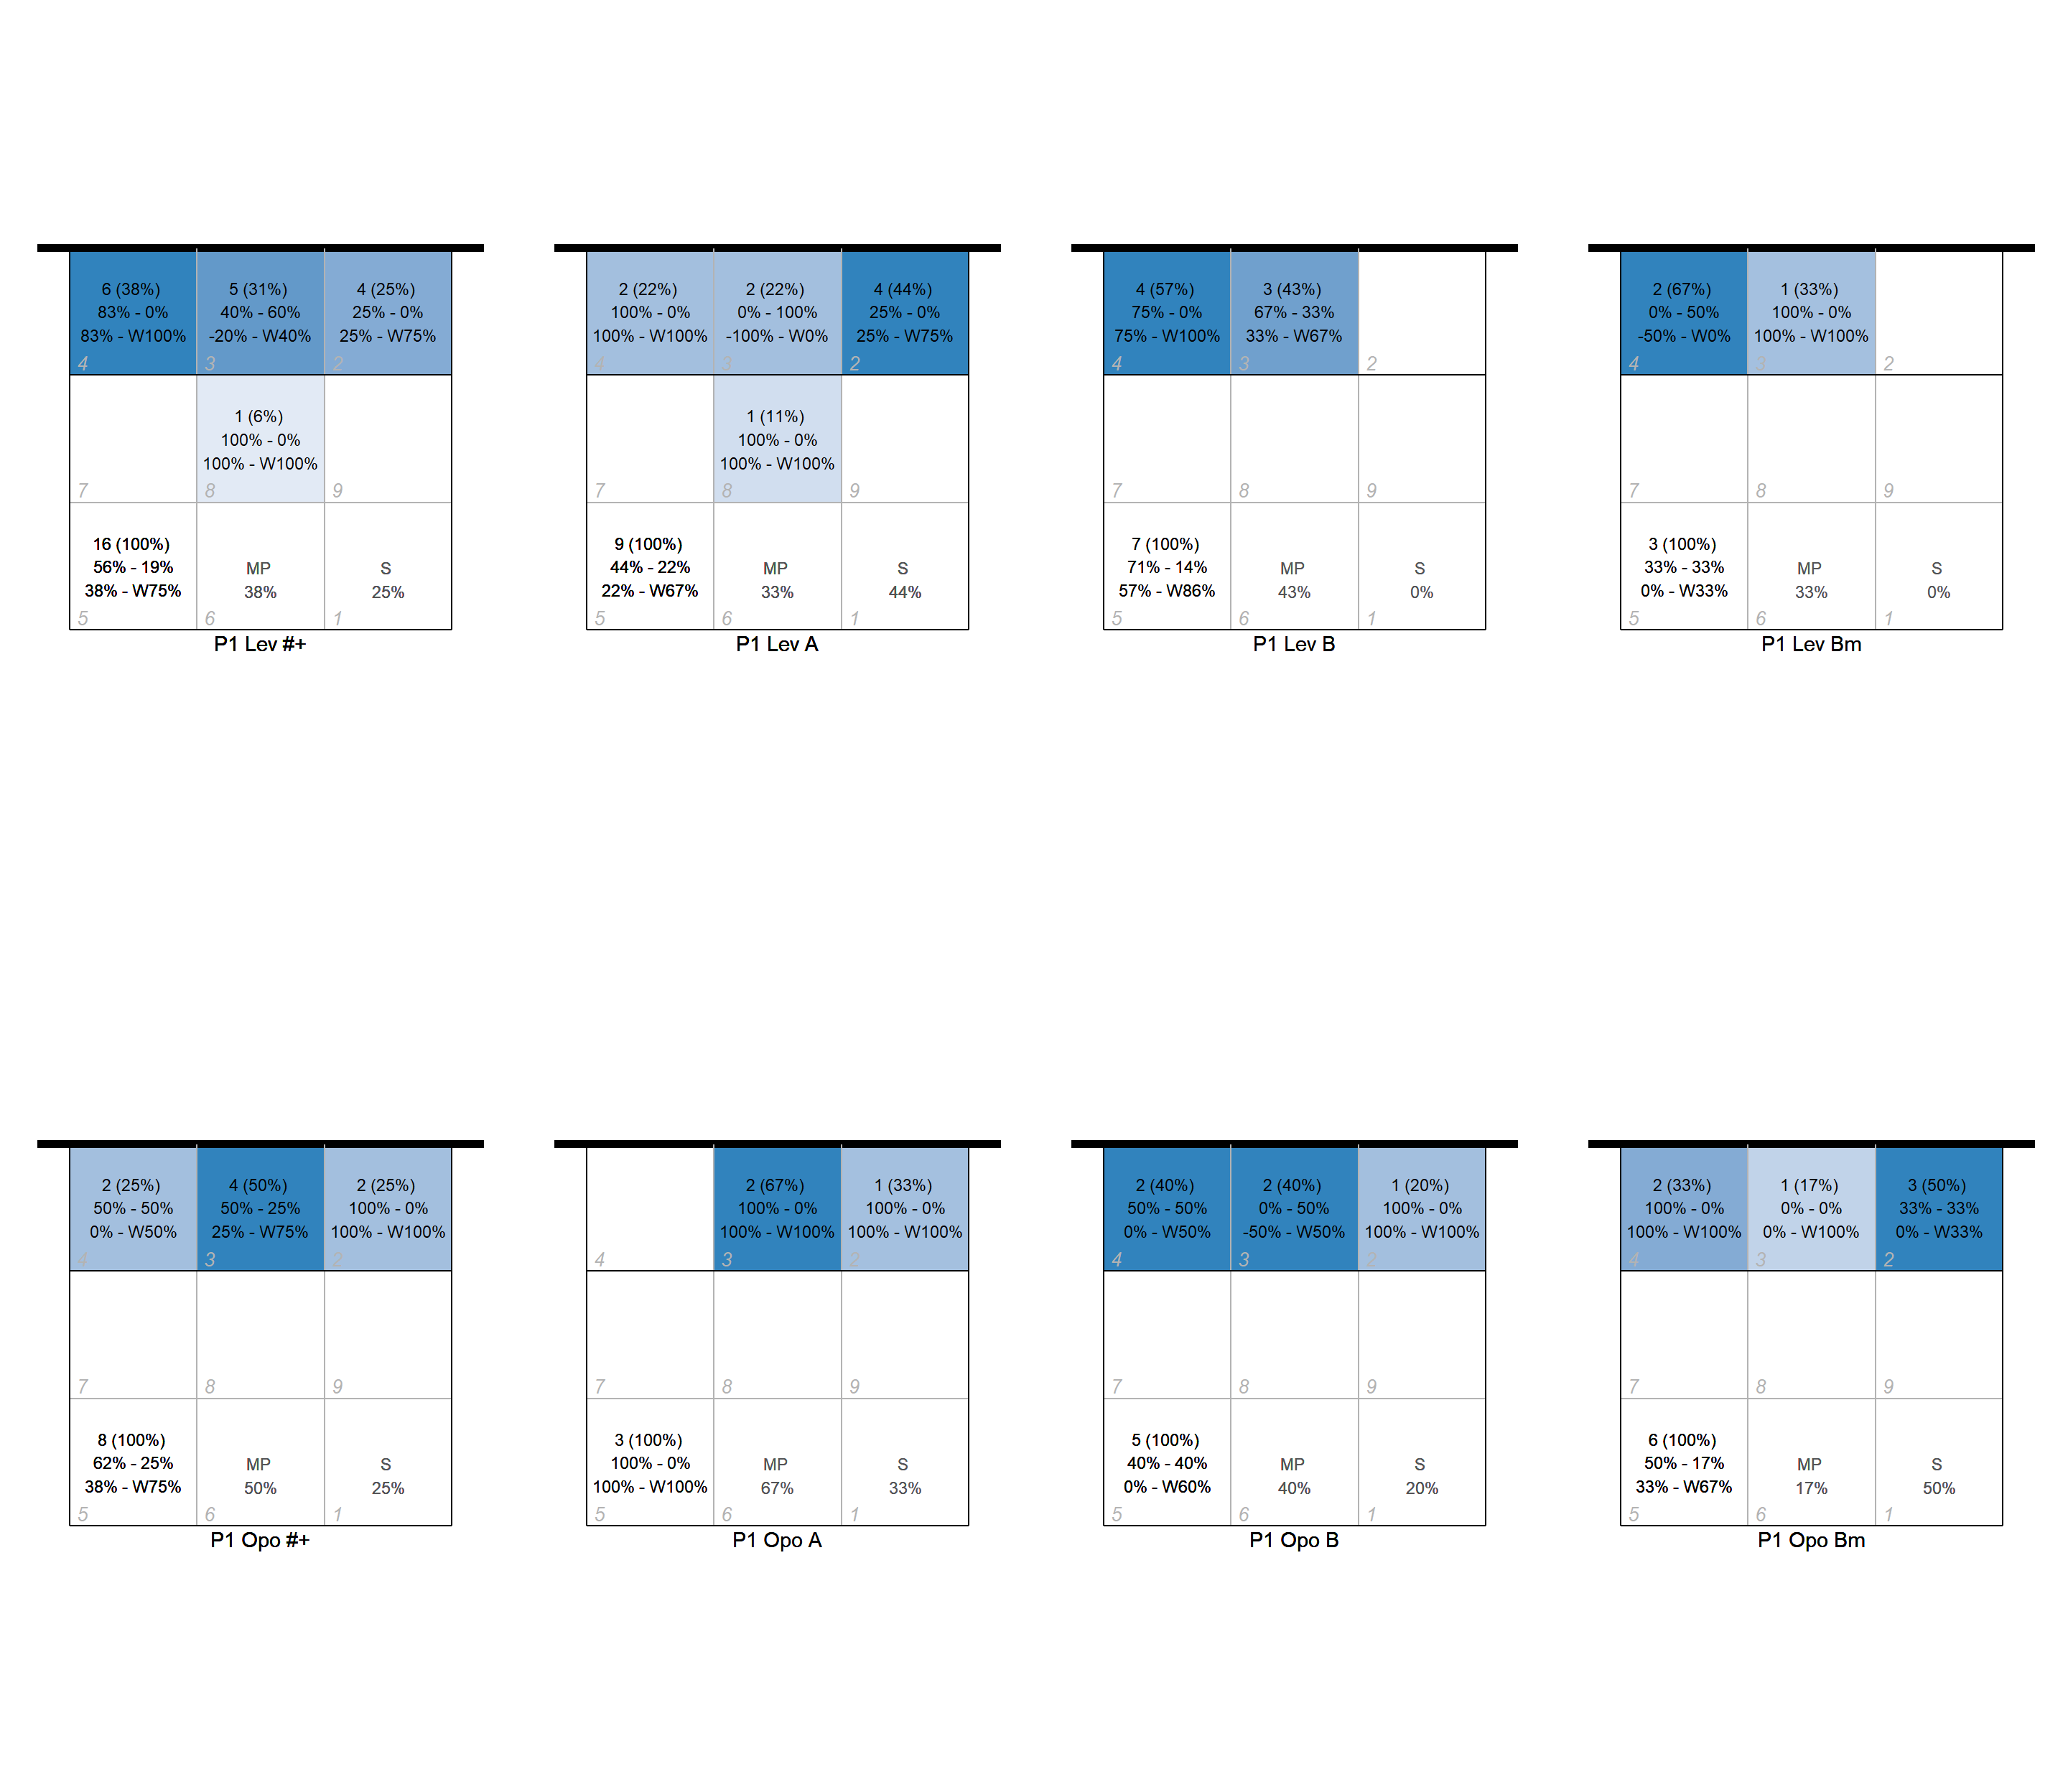 6 (38%)
83% - 0%
83% - W100%
4
5 (31%)
40% - 60%
-20% - W40%
3
4 (25%)
25% - 0%
25% - W75%
2
7
1 (6%)
100% - 0%
100% - W100%
8
9
16 (100%)
56% - 19%
38% - W75%
5
MP
38%
6
S
25%
1
P1 Lev #+
2 (22%)
100% - 0%
100% - W100%
4
2 (22%)
0% - 100%
-100% - W0%
3
4 (44%)
25% - 0%
25% - W75%
2
7
1 (11%)
100% - 0%
100% - W100%
8
9
9 (100%)
44% - 22%
22% - W67%
5
MP
33%
6
S
44%
1
P1 Lev A
4 (57%)
75% - 0%
75% - W100%
4
3 (43%)
67% - 33%
33% - W67%
3
2
7
8
9
7 (100%)
71% - 14%
57% - W86%
5
MP
43%
6
S
0%
1
P1 Lev B
2 (67%)
0% - 50%
-50% - W0%
4
1 (33%)
100% - 0%
100% - W100%
3
2
7
8
9
3 (100%)
33% - 33%
0% - W33%
5
MP
33%
6
S
0%
1
P1 Lev Bm
2 (25%)
50% - 50%
0% - W50%
4
4 (50%)
50% - 25%
25% - W75%
3
2 (25%)
100% - 0%
100% - W100%
2
7
8
9
8 (100%)
62% - 25%
38% - W75%
5
MP
50%
6
S
25%
1
P1 Opo #+
4
2 (67%)
100% - 0%
100% - W100%
3
1 (33%)
100% - 0%
100% - W100%
2
7
8
9
3 (100%)
100% - 0%
100% - W100%
5
MP
67%
6
S
33%
1
P1 Opo A
2 (40%)
50% - 50%
0% - W50%
4
2 (40%)
0% - 50%
-50% - W50%
3
1 (20%)
100% - 0%
100% - W100%
2
7
8
9
5 (100%)
40% - 40%
0% - W60%
5
MP
40%
6
S
20%
1
P1 Opo B
2 (33%)
100% - 0%
100% - W100%
4
1 (17%)
0% - 0%
0% - W100%
3
3 (50%)
33% - 33%
0% - W33%
2
7
8
9
6 (100%)
50% - 17%
33% - W67%
5
MP
17%
6
S
50%
1
P1 Opo Bm